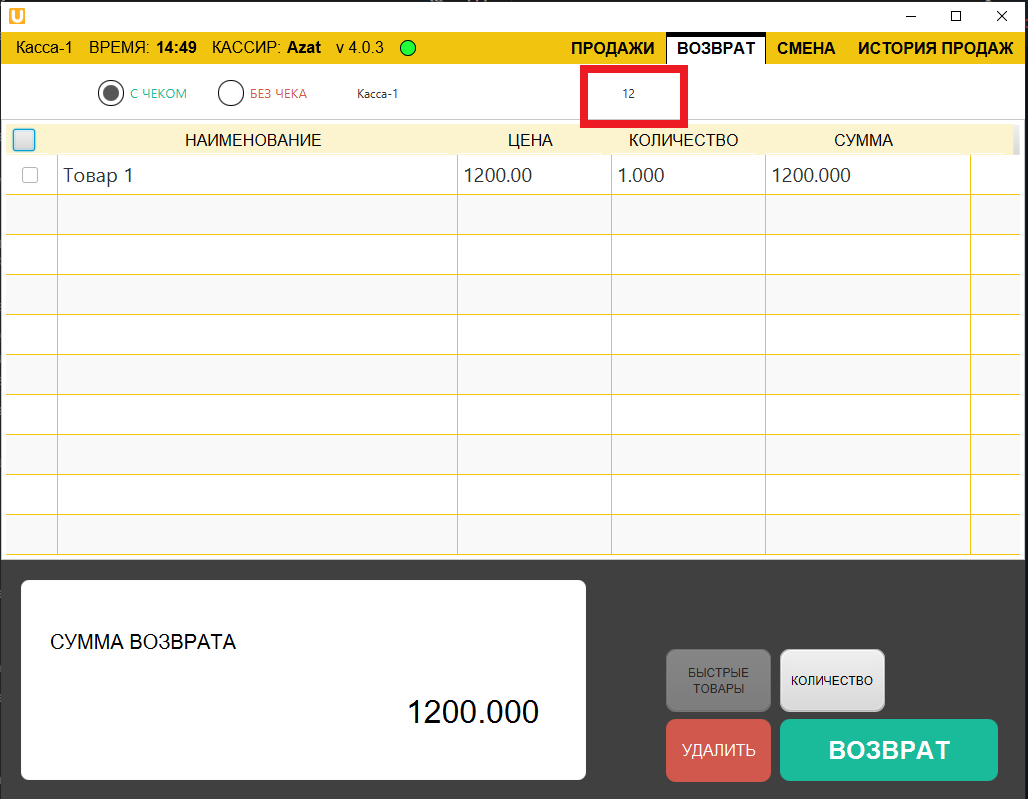 U
Касса-1 ВРЕМЯ: 14:49 КАССИР: Azat v 4.0.3 ПРОДАЖИ ВОЗВРАТ СМЕНА ИСТОРИЯ ПРОДАЖ
С ЧЕКОМ БЕЗ ЧЕКА Касса-1 12
НАИМЕНОВАНИЕ ЦЕНА КОЛИЧЕСТВО СУММА
Товар 1 1200.00 1.000 1200.000
СУММА ВОЗВРАТА
1200.000
БЫСТРЫЕ
ТОВАРЫ
КОЛИЧЕСТВО
УДАЛИТЬ
ВОЗВРАТ